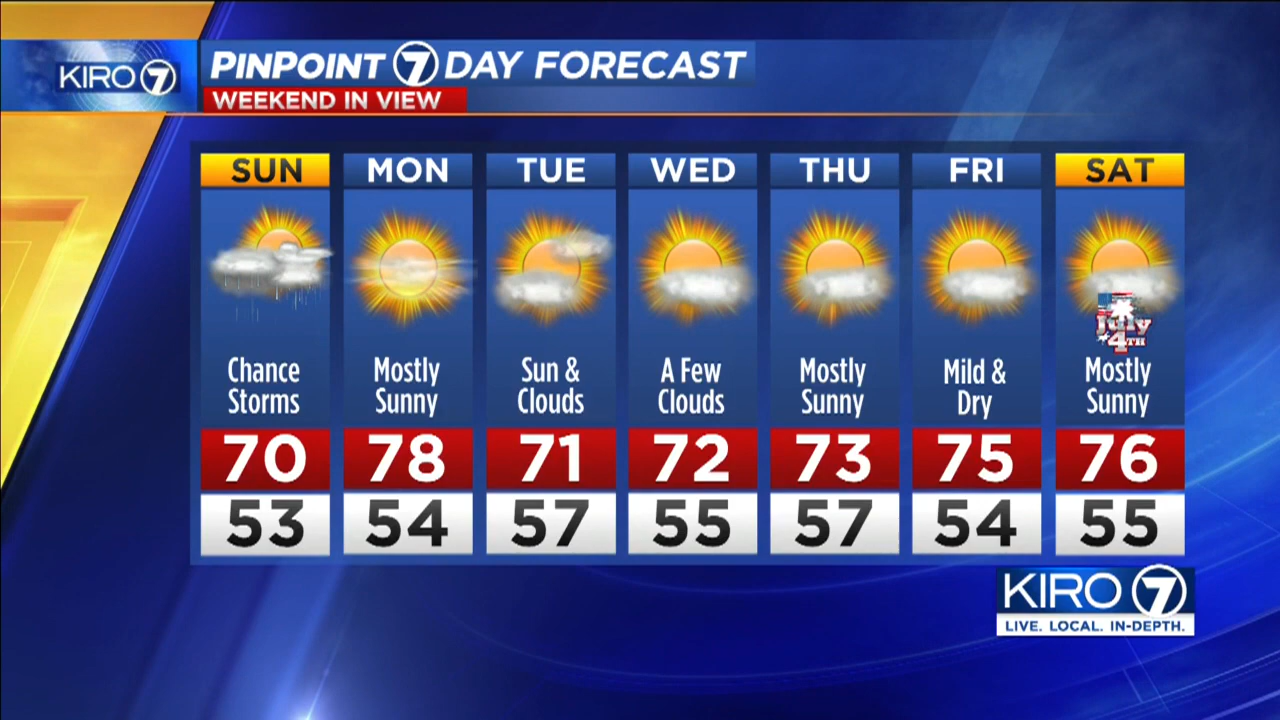 KIRO 7
PINPOINT 7 DAY FORECAST
WEEKEND IN VIEW
SUN MON TUE WED THU FRI SAT
July
4TH
Chance Mostly Sun & A Few Mostly Mild & Mostly
Storms Sunny Clouds Clouds Sunny Dry Sunny
70 78 71 72 73 75 76
53 54 57 55 57 54 55
KIRO 7
LIVE. LOCAL. IN-DEPTH.